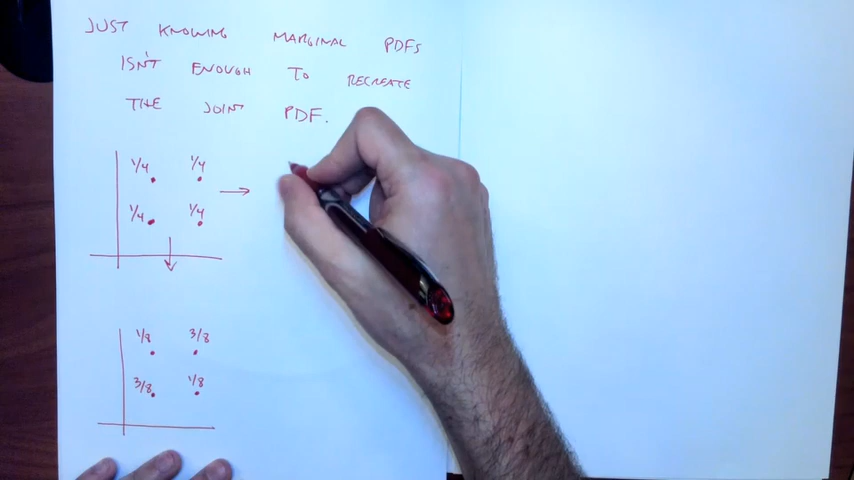 JUST KNOWING MARGINAL PDFS
ISN'T ENOUGH TO RECREATE
THE JOINT PDF.
1/4 1/4
1/4 1/4
1/8 3/8
3/8 1/8